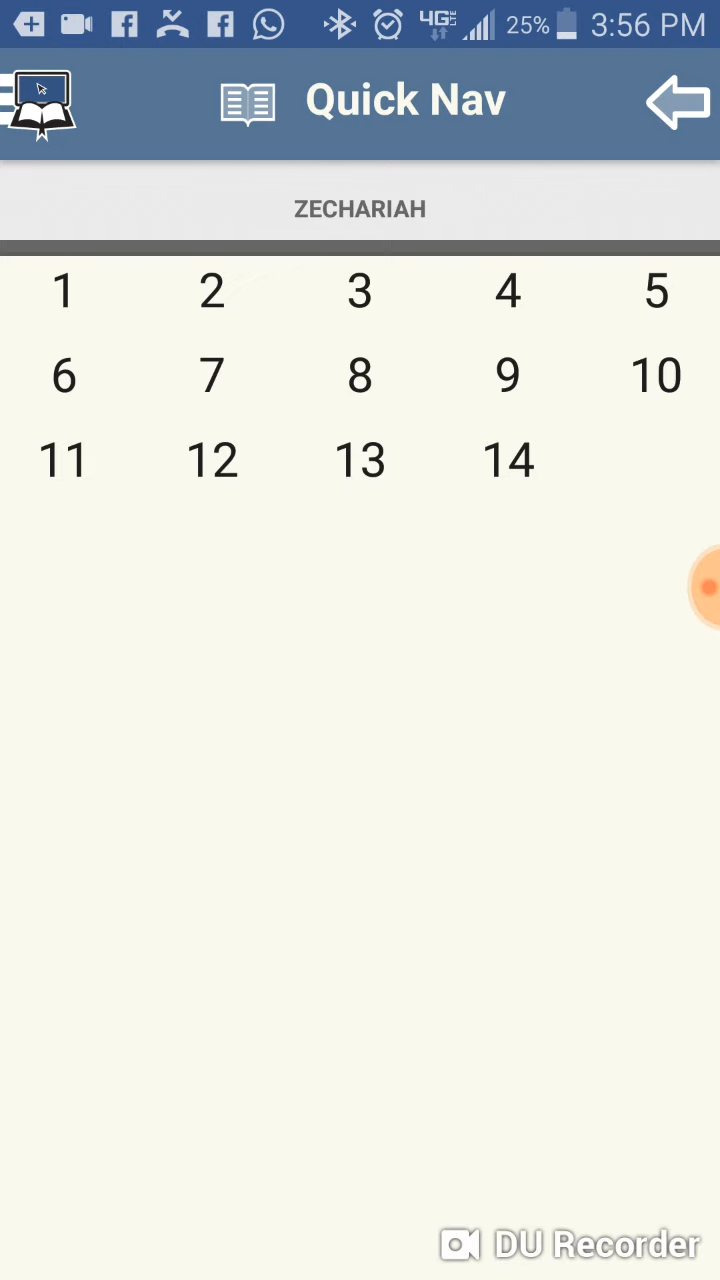 4G LTE 25% 3:56 PM
Quick Nav
ZECHARIAH
1 2 3 4 5
6 7 8 9 10
11 12 13 14
DU Recorder